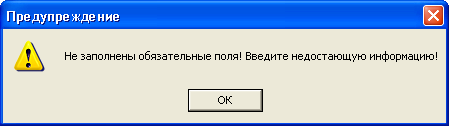 Предупреждение
Не заполнены обязательные поля! Введите недостающую информацию!
OK